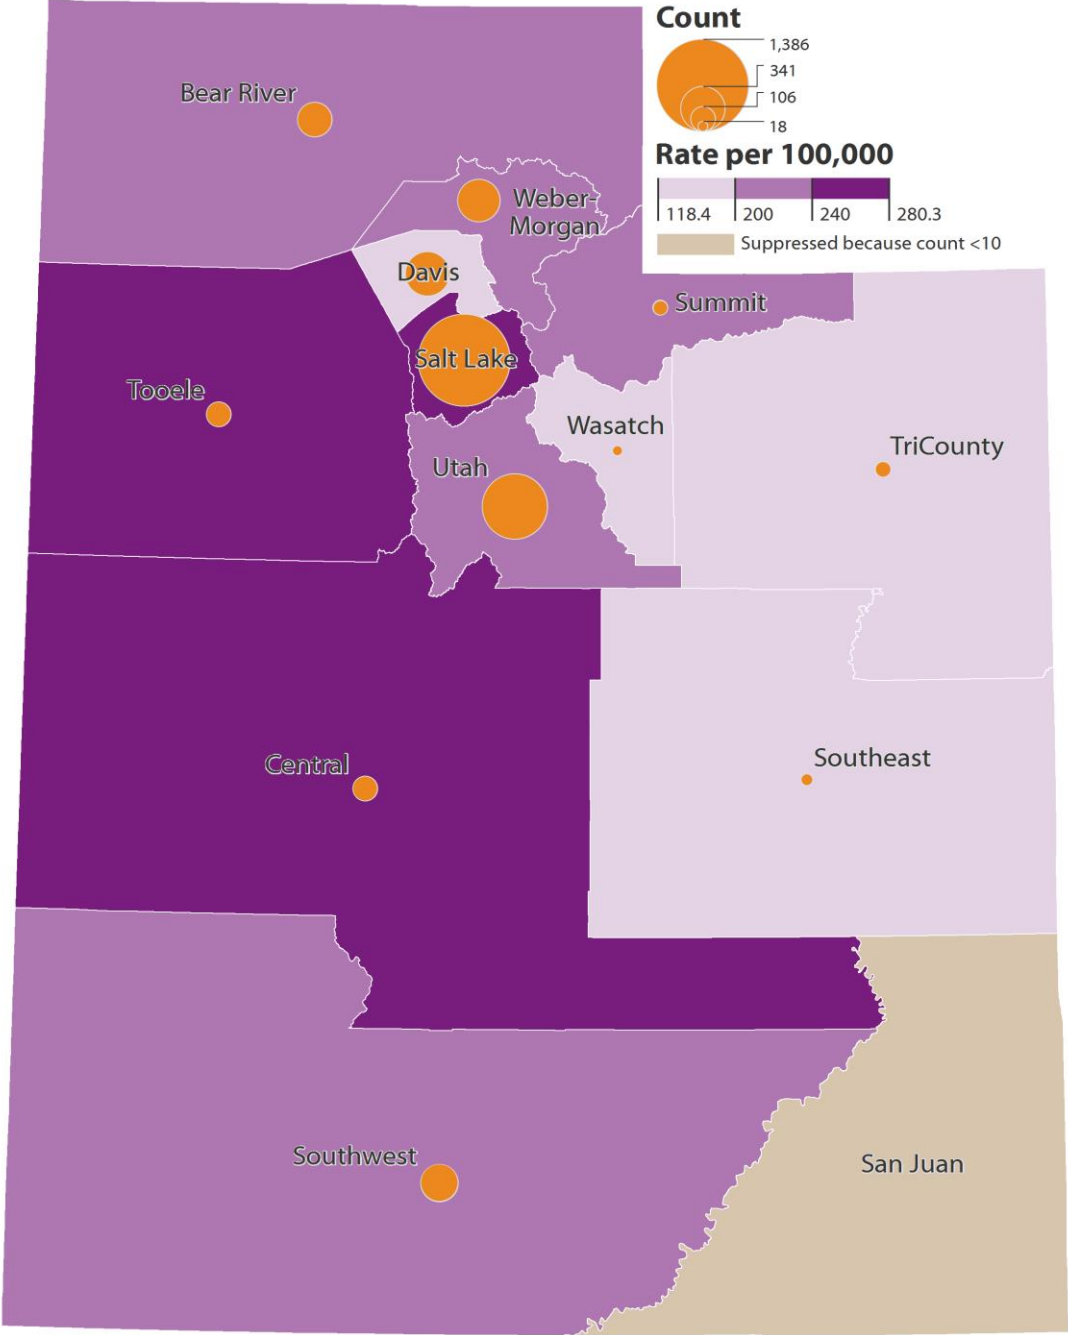 Count
1,386
341
106
18
Rate per 100,000
118.4 200 240 280.3
Suppressed because count <10
Bear River
Weber-
Morgan
Davis
Summit
Salt Lake
Tooele
Wasatch
TriCounty
Utah
Southeast
Central
Southwest
San Juan